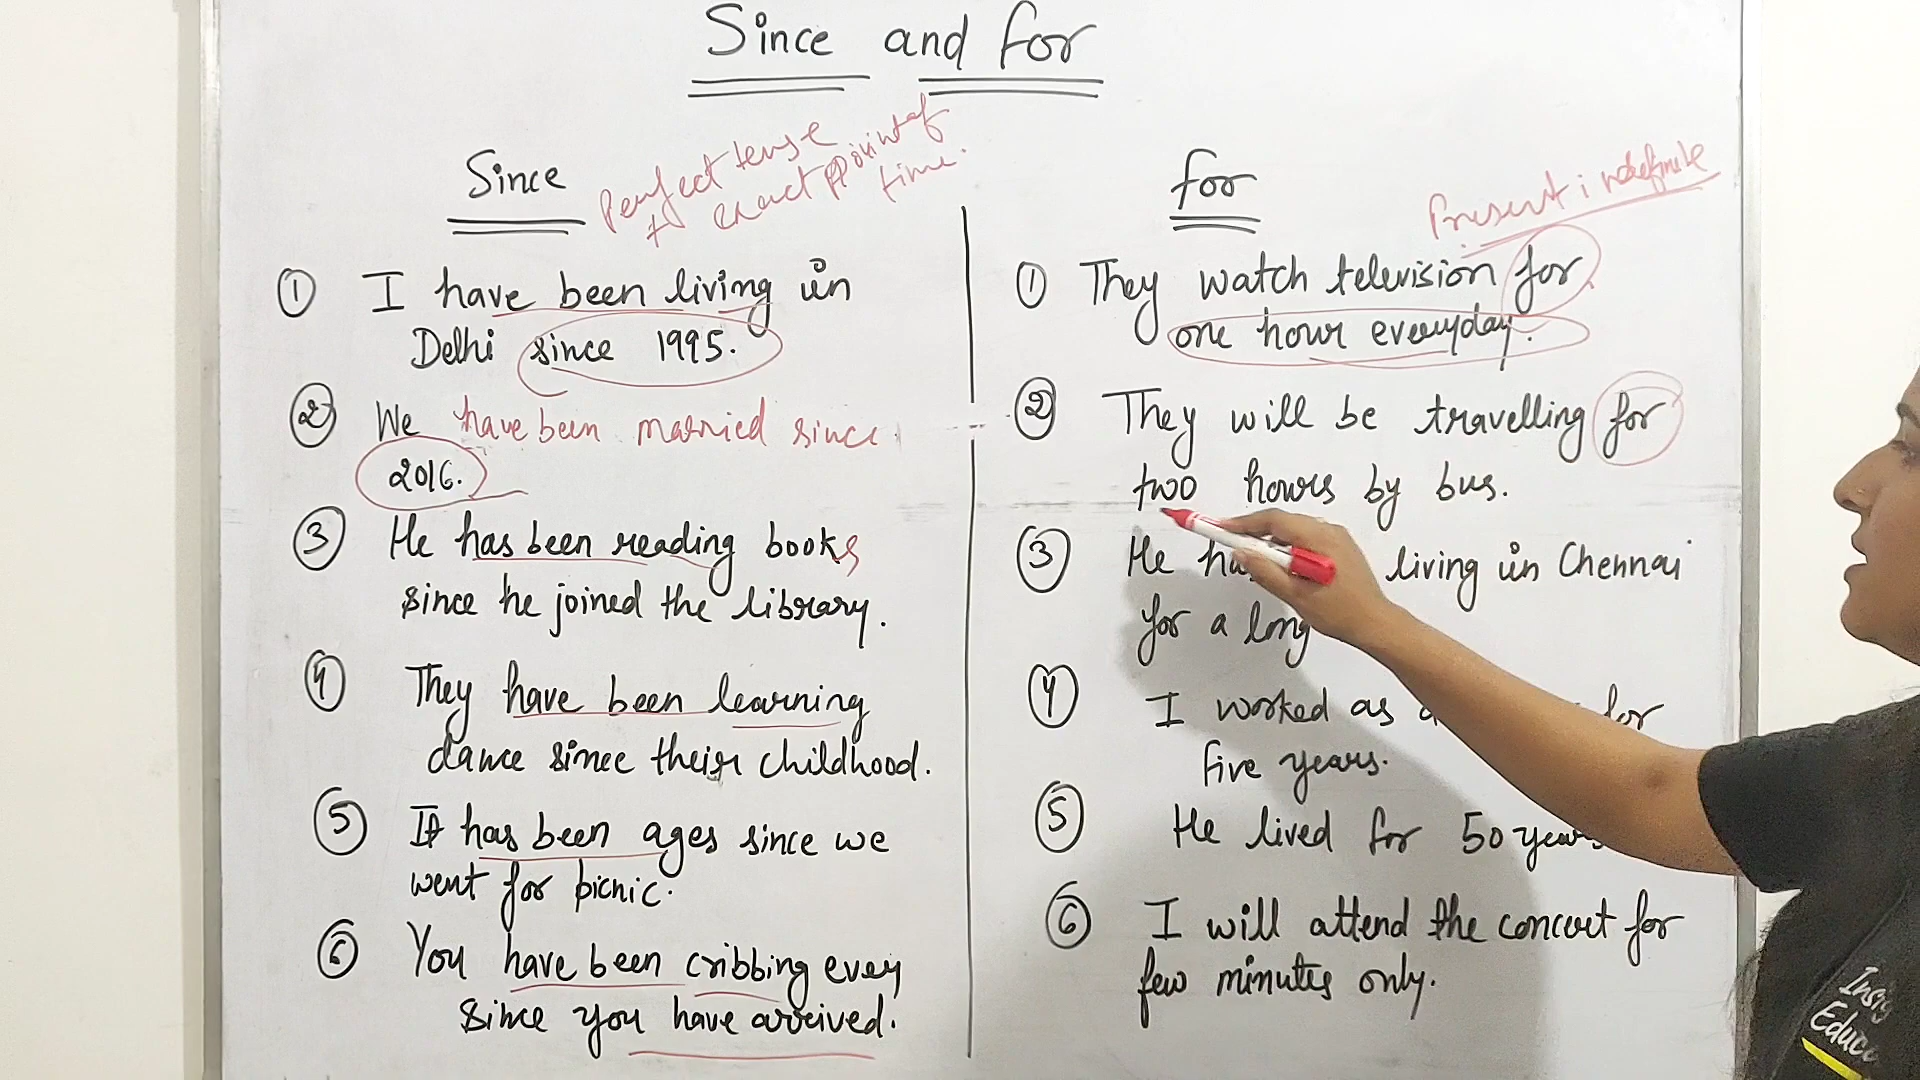 Since and for
Since
Perfect tense
+ exact point of
time.
① I have been living in
Delhi since 1995.
② We have been married since
2016.
③ He has been reading books
since he joined the library.
④ They have been learning
dance since their childhood.
⑤ It has been ages since we
went for picnic.
⑥ You have been cribbing every
since you have arrived.
for
Present indefinite
① They watch television for
one hour everyday.
② They will be travelling for
two hours by bus.
③ He living in Chennai
for a long
④ I worked as for
five years.
⑤ He lived for 50 years
⑥ I will attend the concert for
few minutes only.